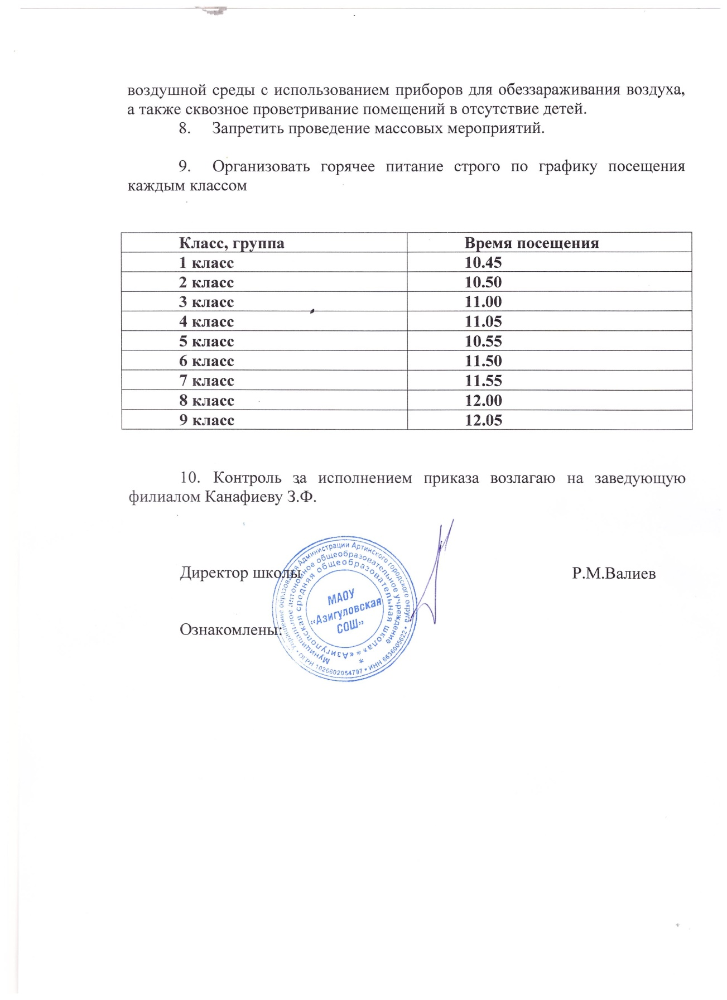 воздушной среды с использованием приборов для обеззараживания воздуха,
а также сквозное проветривание помещений в отсутствие детей.
8. Запретить проведение массовых мероприятий.
9. Организовать горячее питание строго по графику посещения
каждым классом
Класс, группа Время посещения
1 класс 10.45
2 класс 10.50
3 класс 11.00
4 класс 11.05
5 класс 10.55
6 класс 11.50
7 класс 11.55
8 класс 12.00
9 класс 12.05
10. Контроль за исполнением приказа возлагаю на заведующую
филиалом Канафиеву З.Ф.
Директор школы Р.М.Валиев
Ознакомлены:
Управление образования Администрации Артинского городского округа • ОГРН 1026602054797 • ИНН 6636005622 •
Муниципальное автономное общеобразовательное учреждение *
«Азигуловская средняя общеобразовательная школа» *
МАОУ
«Азигуловская
СОШ»